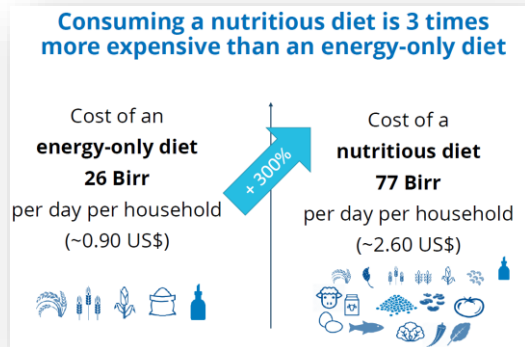 Consuming a nutritious diet is 3 times
more expensive than an energy-only diet
Cost of an
energy-only diet
26 Birr
per day per household
(~0.90 US$)
+ 300%
Cost of a
nutritious diet
77 Birr
per day per household
(~2.60 US$)